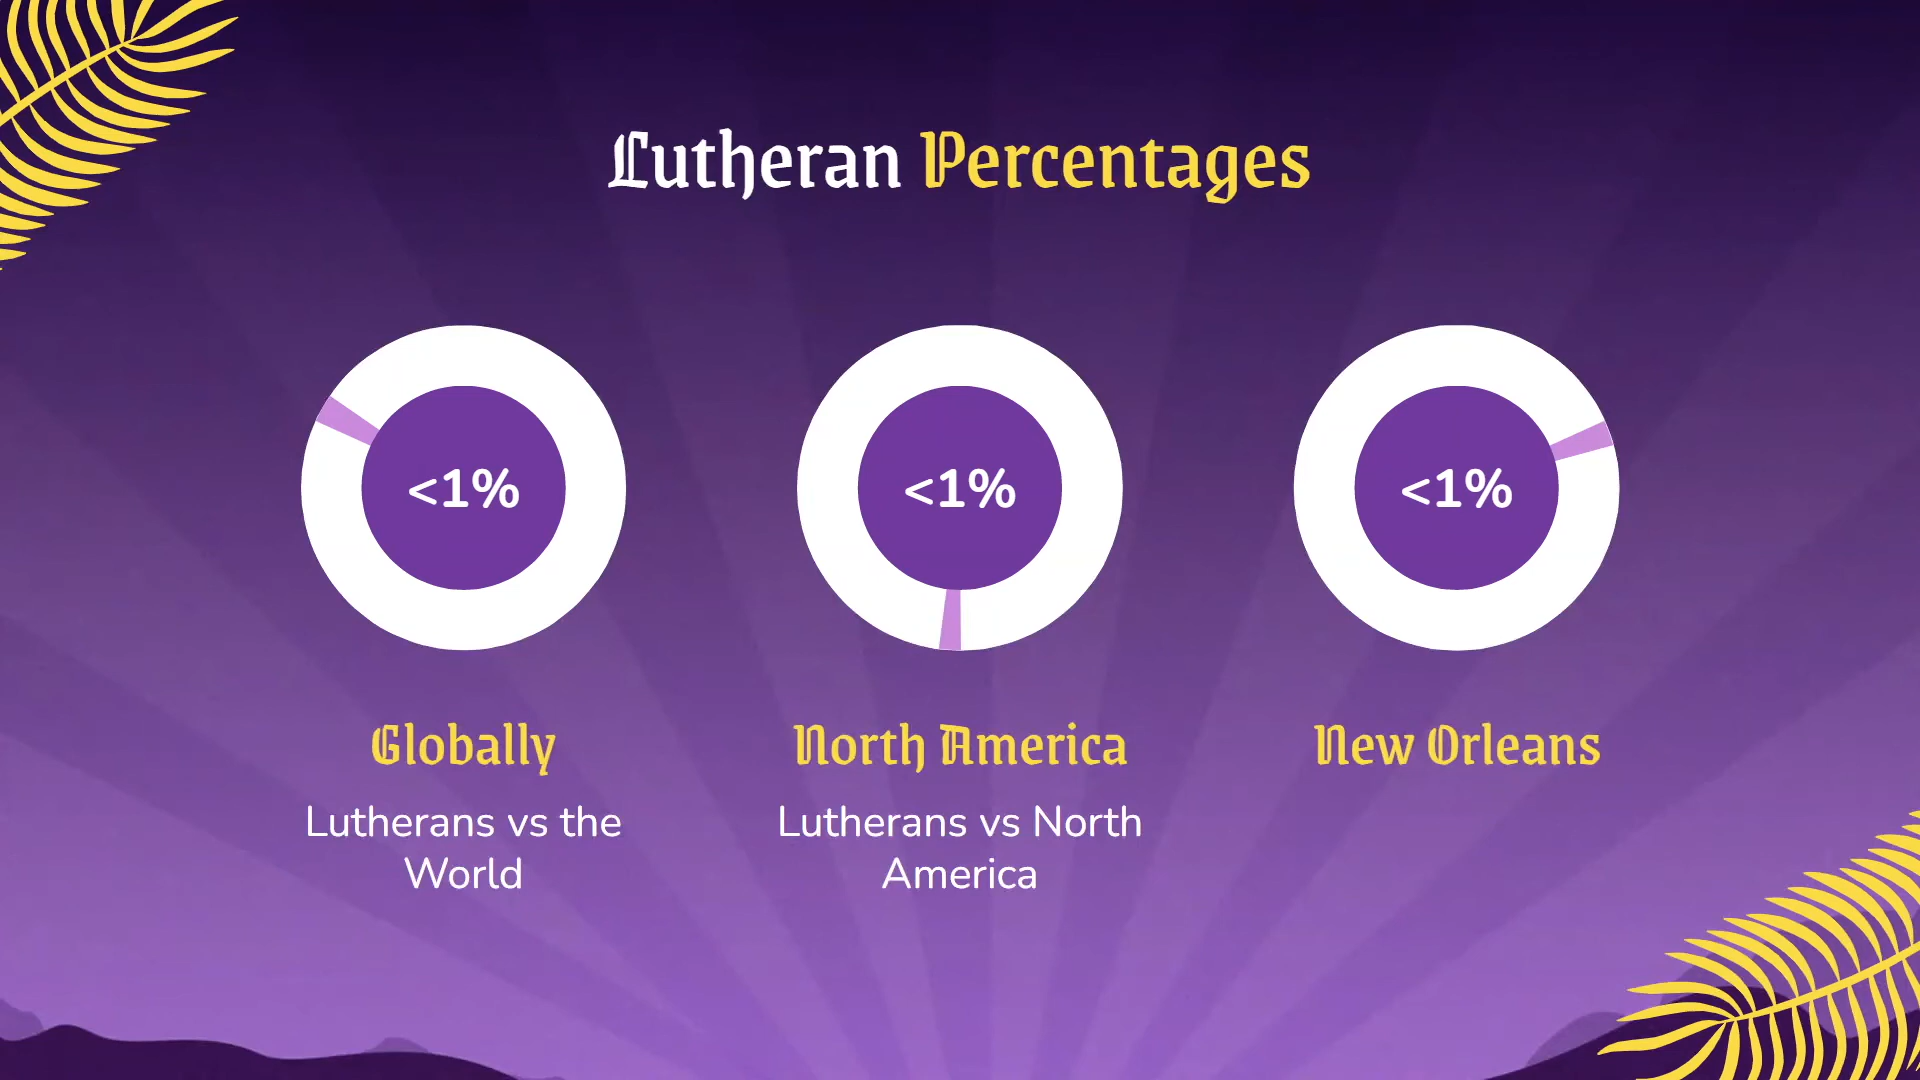 Lutheran Percentages
<1%
<1%
<1%
Globally
North America
New Orleans
Lutherans vs the
World
Lutherans vs North
America